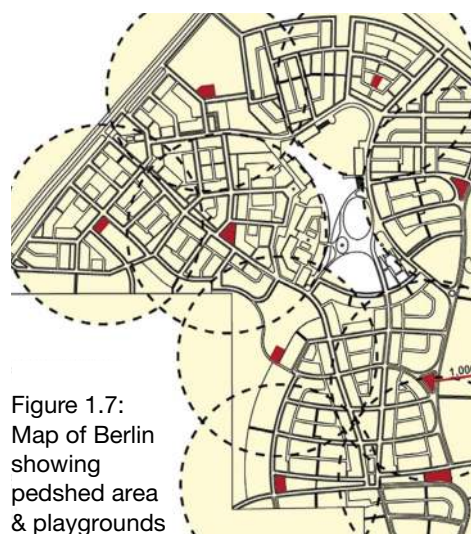 1,000
Figure 1.7:
Map of Berlin
showing
pedshed area
& playgrounds